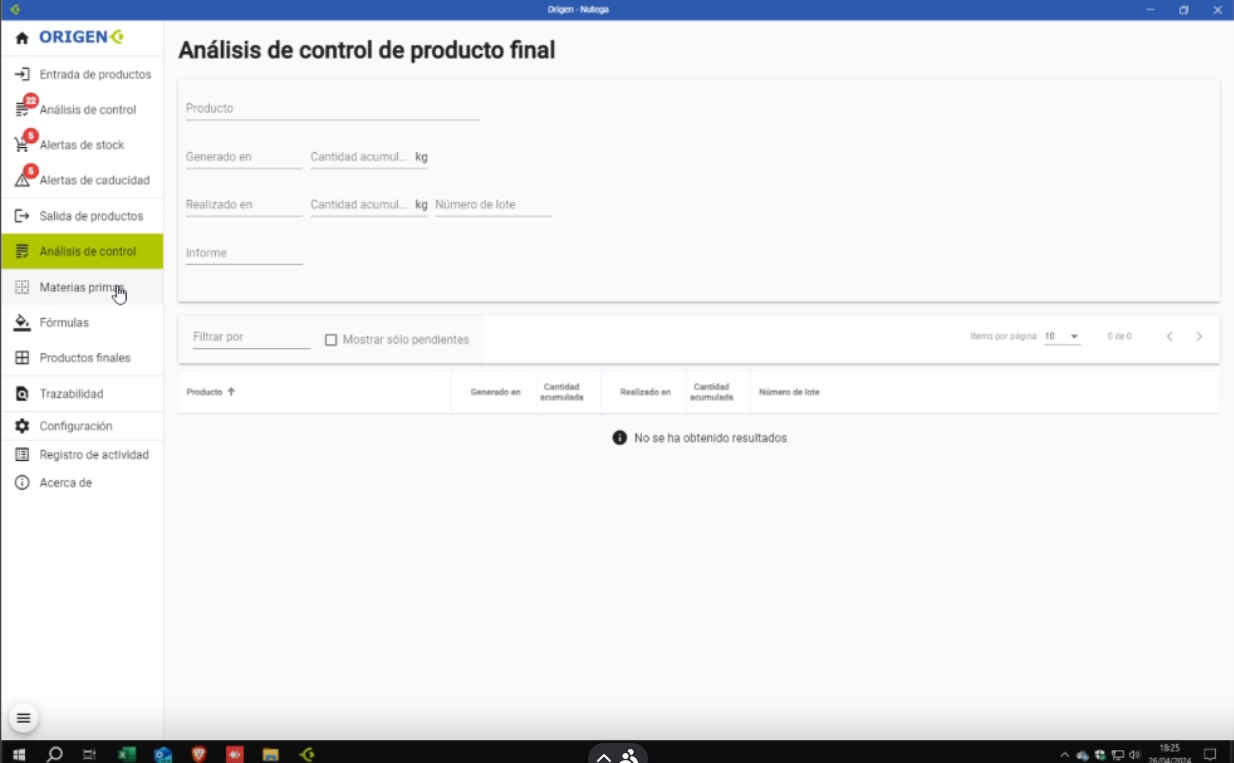 Origen - Nutega
ORIGEN
Entrada de productos
22
Análisis de control
5
Alertas de stock
5
Alertas de caducidad
Salida de productos
Análisis de control
Materias primas
Fórmulas
Productos finales
Trazabilidad
Configuración
Registro de actividad
Acerca de
Análisis de control de producto final
Producto
Generado en Cantidad acumul... kg
Realizado en Cantidad acumul... kg Número de lote
Informe
Filtrar por Mostrar sólo pendientes Items por página: 10 0 de 0
Producto Generado en Cantidad acumulada Realizado en Cantidad acumulada Número de lote
No se ha obtenido resultados
18:25
26/04/2024